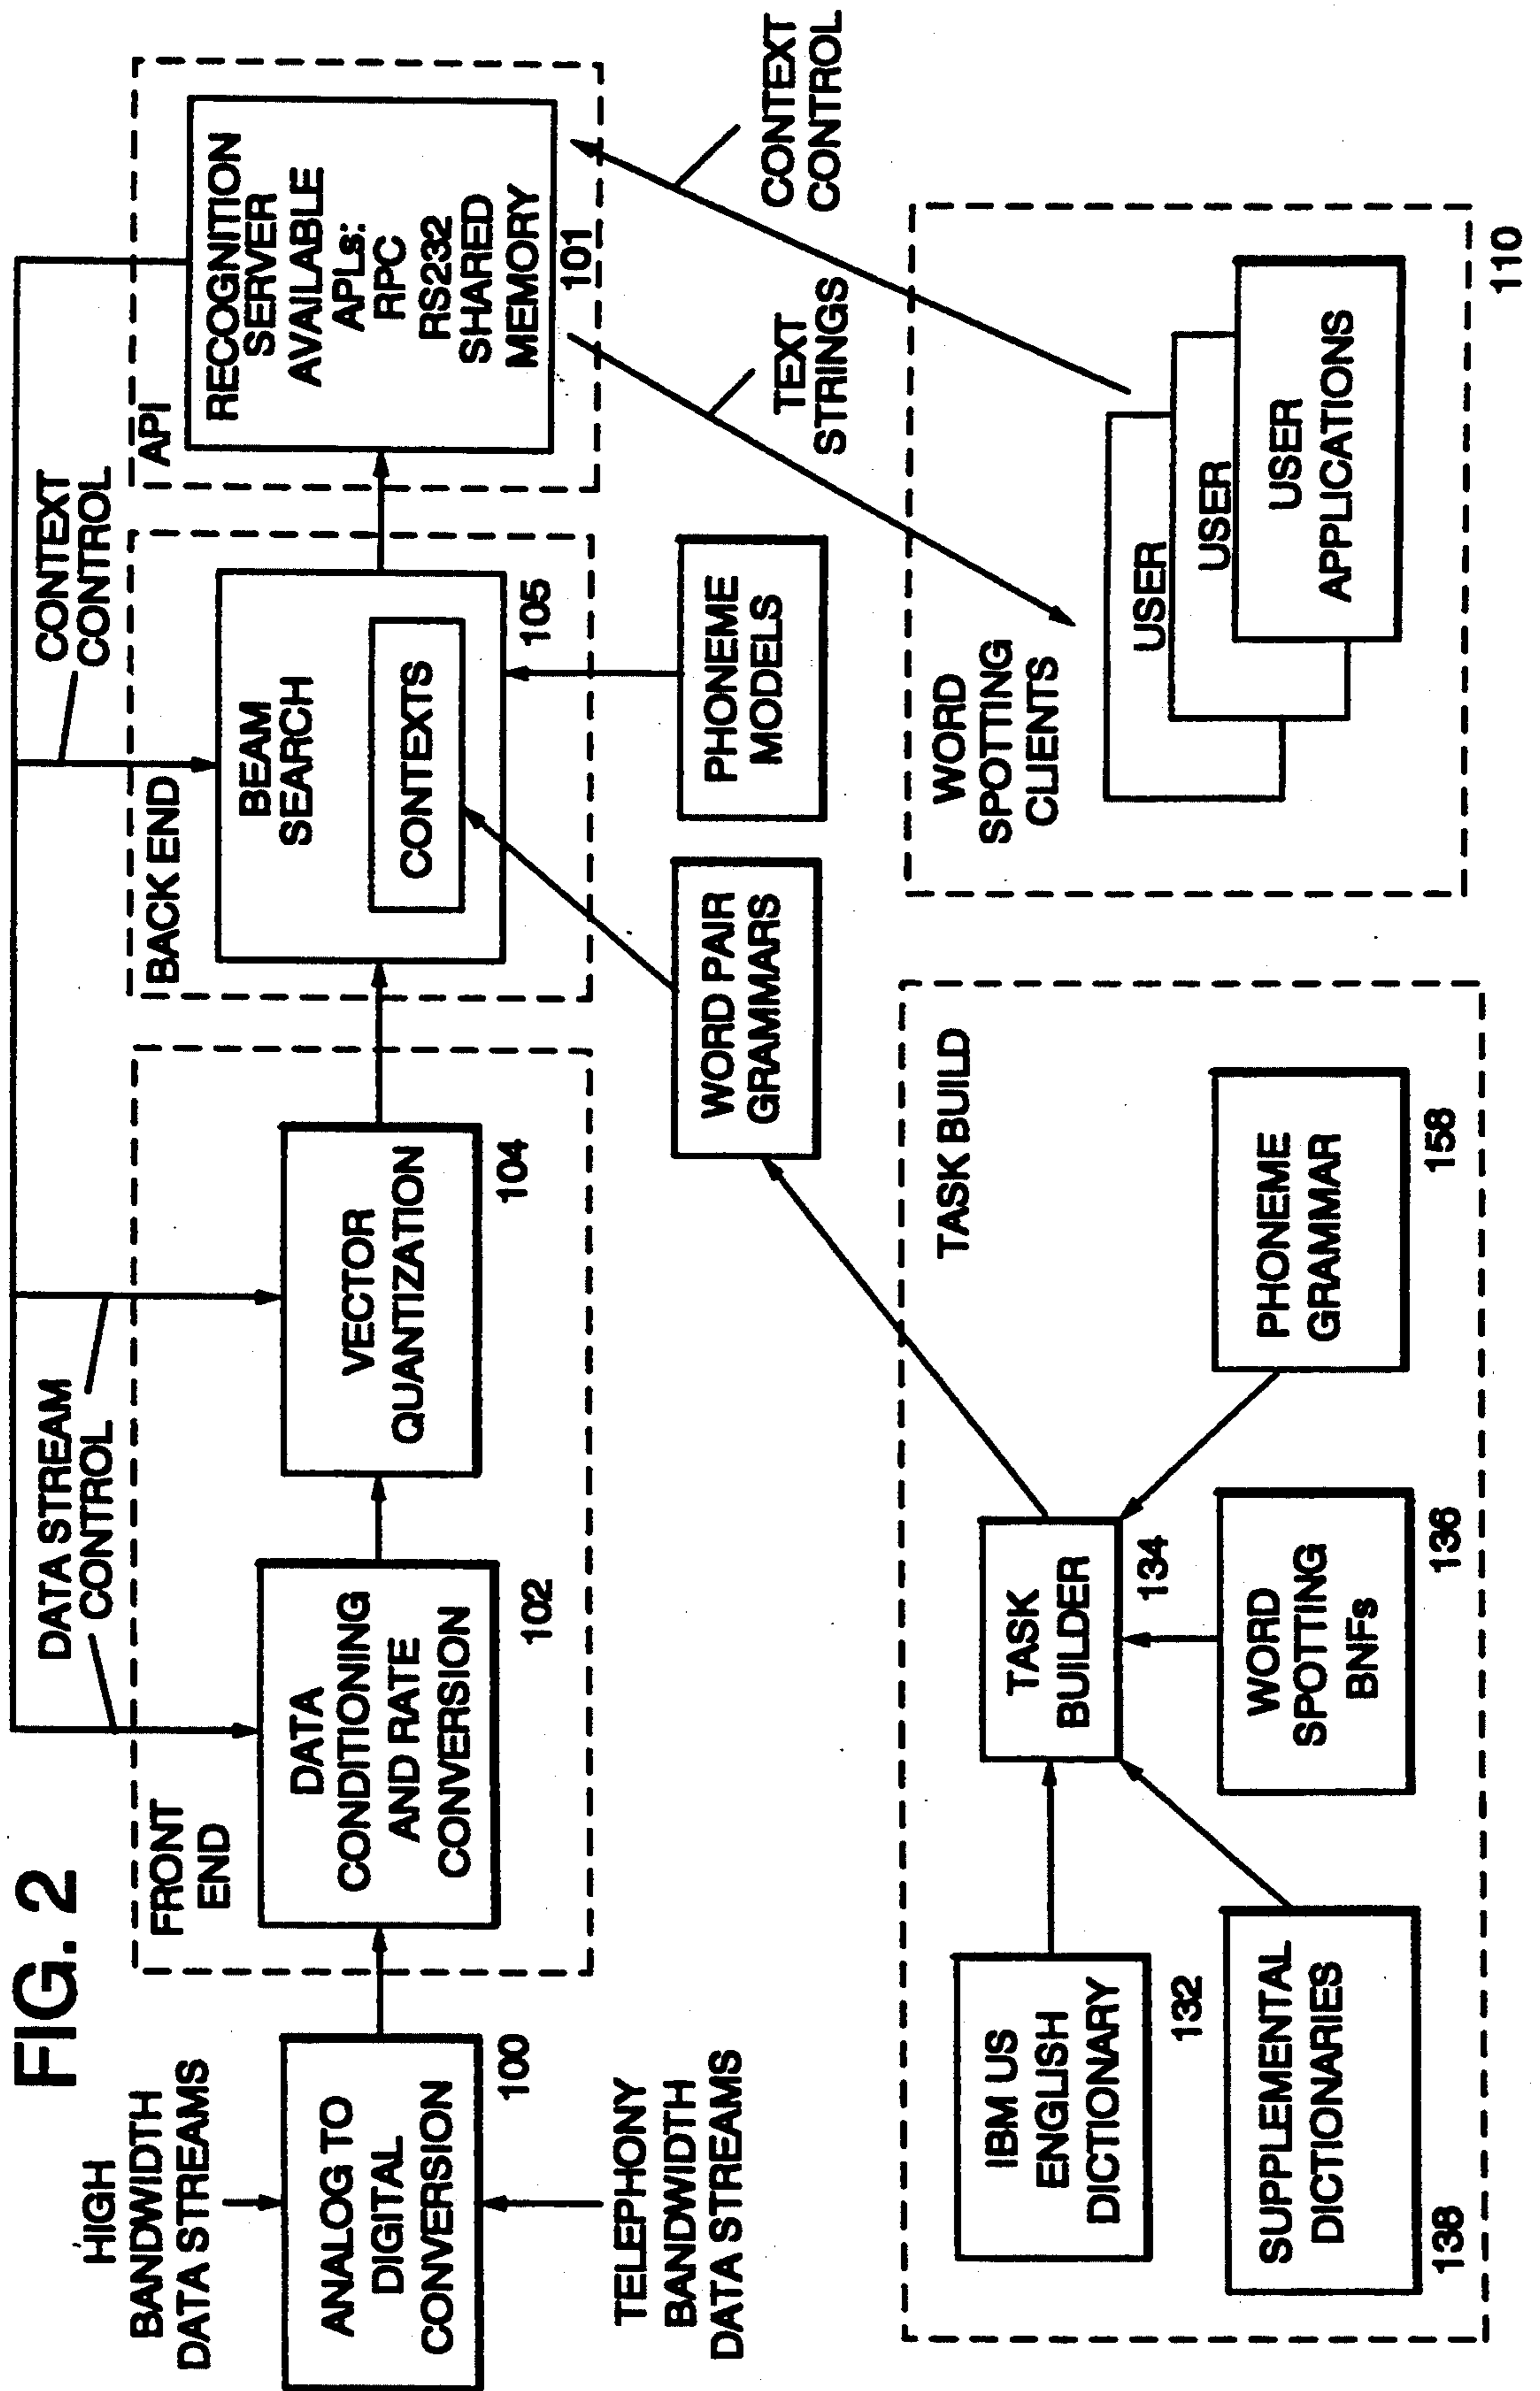 FIG. 2
HIGH
BANDWIDTH
DATA STREAMS
ANALOG TO
DIGITAL
CONVERSION
100
TELEPHONY
BANDWIDTH
DATA STREAMS
FRONT
END
DATA STREAM
CONTROL
DATA
CONDITIONING
AND RATE
CONVERSION
102
VECTOR
QUANTIZATION
104
CONTEXT
CONTROL
BACK END
BEAM
SEARCH
CONTEXTS
105
API
RECOGNITION
SERVER
AVAILABLE
APLs:
RPC
RS232
SHARED
MEMORY
101
WORD PAIR
GRAMMARS
PHONEME
MODELS
TEXT
STRINGS
CONTEXT
CONTROL
TASK BUILD
IBM US
ENGLISH
DICTIONARY
132
SUPPLEMENTAL
DICTIONARIES
138
TASK
BUILDER
134
WORD
SPOTTING
BNFs
136
PHONEME
GRAMMAR
158
WORD
SPOTTING
CLIENTS
USER
USER
USER
APPLICATIONS
110